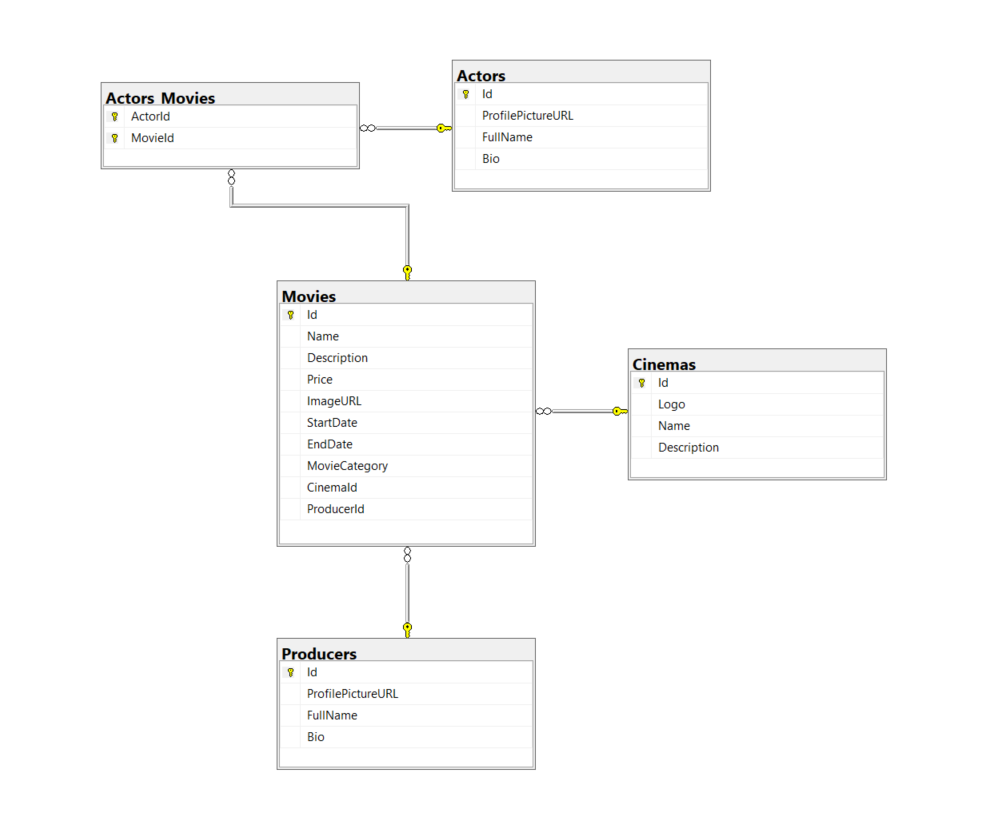 Actors_Movies
ActorId
MovieId
Actors
Id
ProfilePictureURL
FullName
Bio
Movies
Id
Name
Description
Price
ImageURL
StartDate
EndDate
MovieCategory
CinemaId
ProducerId
Cinemas
Id
Logo
Name
Description
Producers
Id
ProfilePictureURL
FullName
Bio